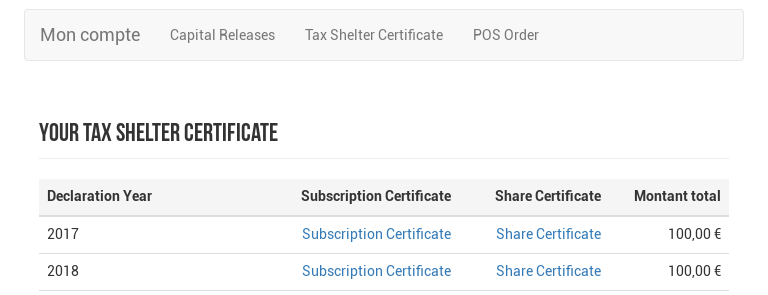 Mon compte Capital Releases Tax Shelter Certificate POS Order
YOUR TAX SHELTER CERTIFICATE
Declaration Year Subscription Certificate Share Certificate Montant total
2017 Subscription Certificate Share Certificate 100,00 €
2018 Subscription Certificate Share Certificate 100,00 €